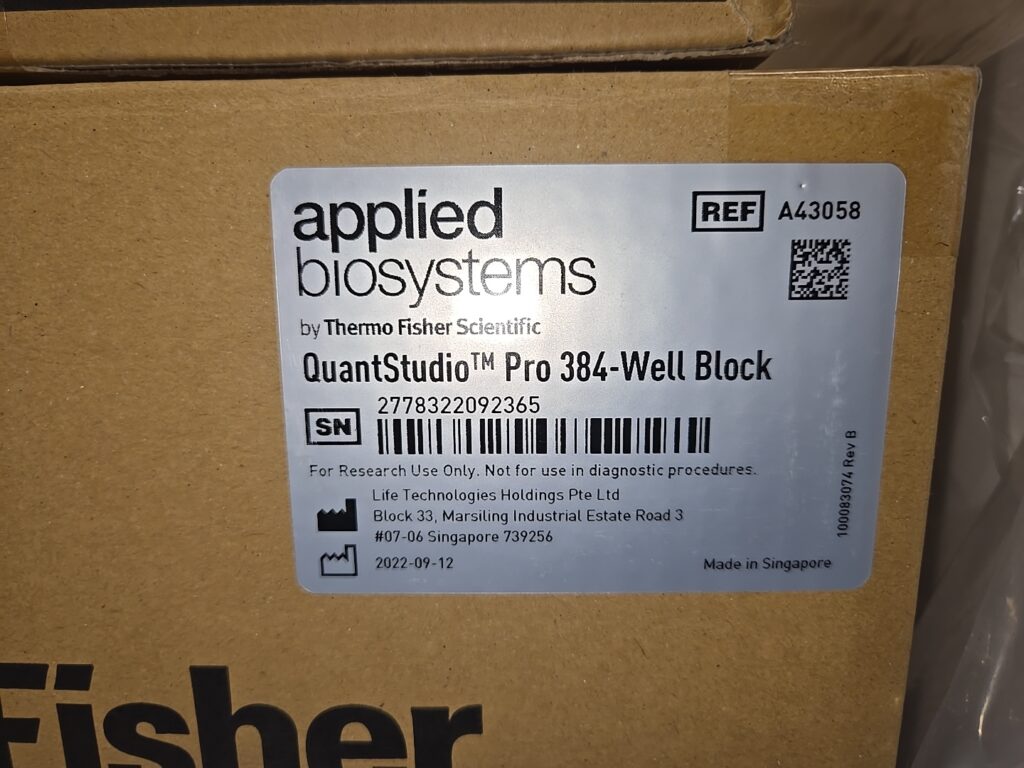 applied
biosystems
by Thermo Fisher Scientific
REF A43058
QuantStudio™ Pro 384-Well Block
SN 2778322092365
For Research Use Only. Not for use in diagnostic procedures.
Life Technologies Holdings Pte Ltd
Block 33, Marsiling Industrial Estate Road 3
#07-06 Singapore 739256
2022-09-12
Made in Singapore
100083074 Rev B
Fisher